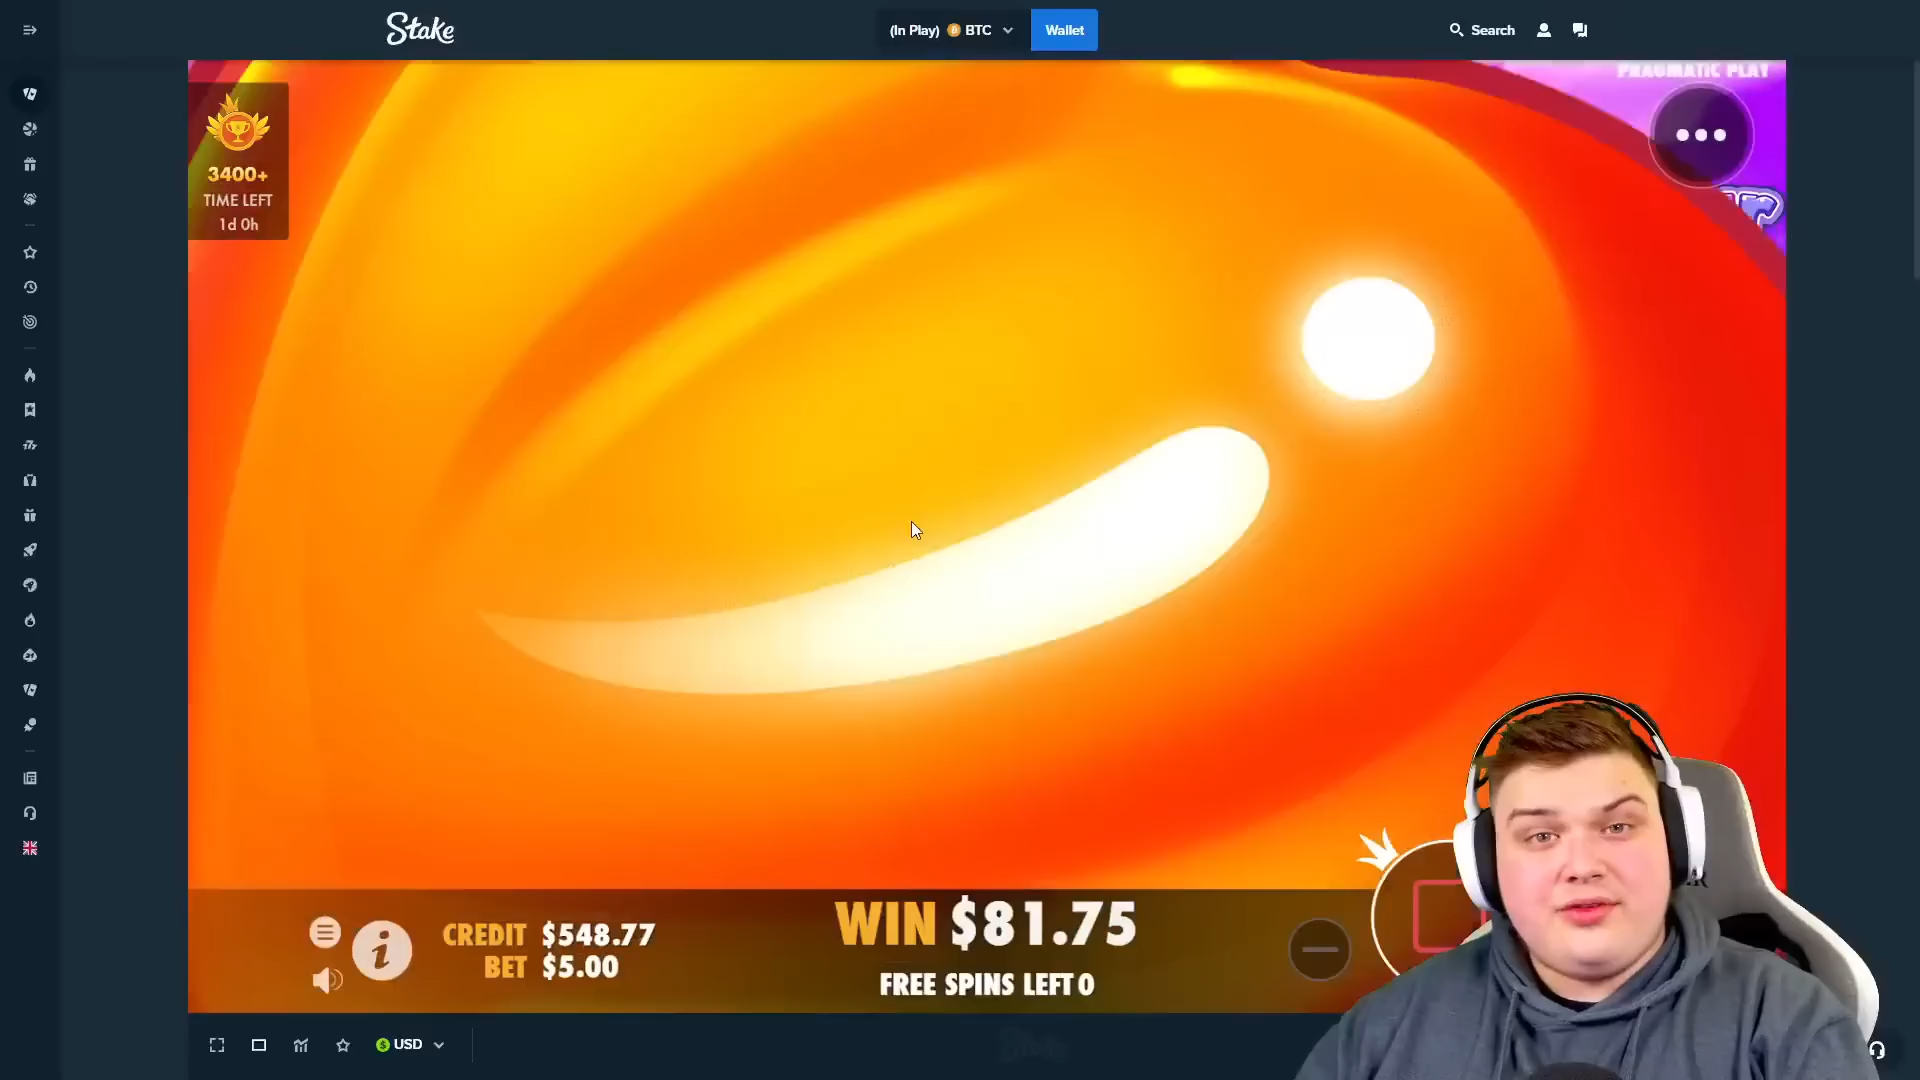 Stake
(In Play) BTC
Wallet
Search
PRAGMATIC PLAY
3400+
TIME LEFT
1d 0h
CREDIT $548.77
BET $5.00
WIN $81.75
FREE SPINS LEFT 0
USD